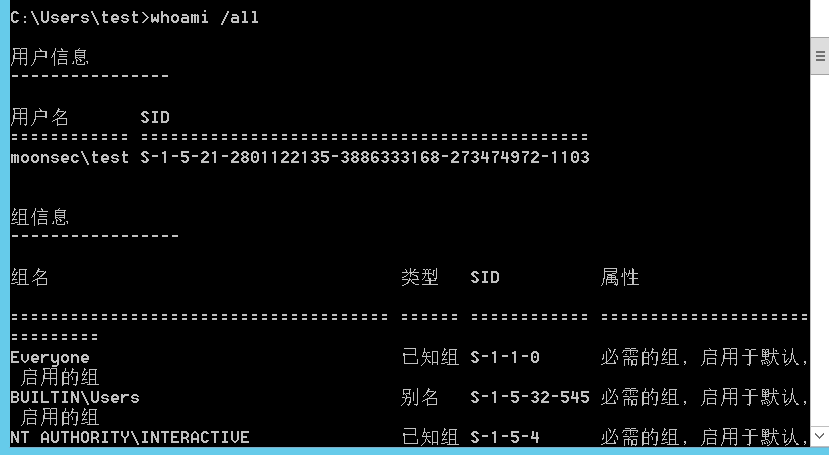 C:\Users\test>whoami /all
用户信息
----------------
用户名 SID
============ =============================================
moonsec\test S-1-5-21-2801122135-3886333168-273474972-1103
组信息
-----------------
组名 类型 SID 属性
====================================== ====== ============ =====================
=========
Everyone 已知组 S-1-1-0 必需的组, 启用于默认,
启用的组
BUILTIN\Users 别名 S-1-5-32-545 必需的组, 启用于默认,
启用的组
NT AUTHORITY\INTERACTIVE 已知组 S-1-5-4 必需的组, 启用于默认,